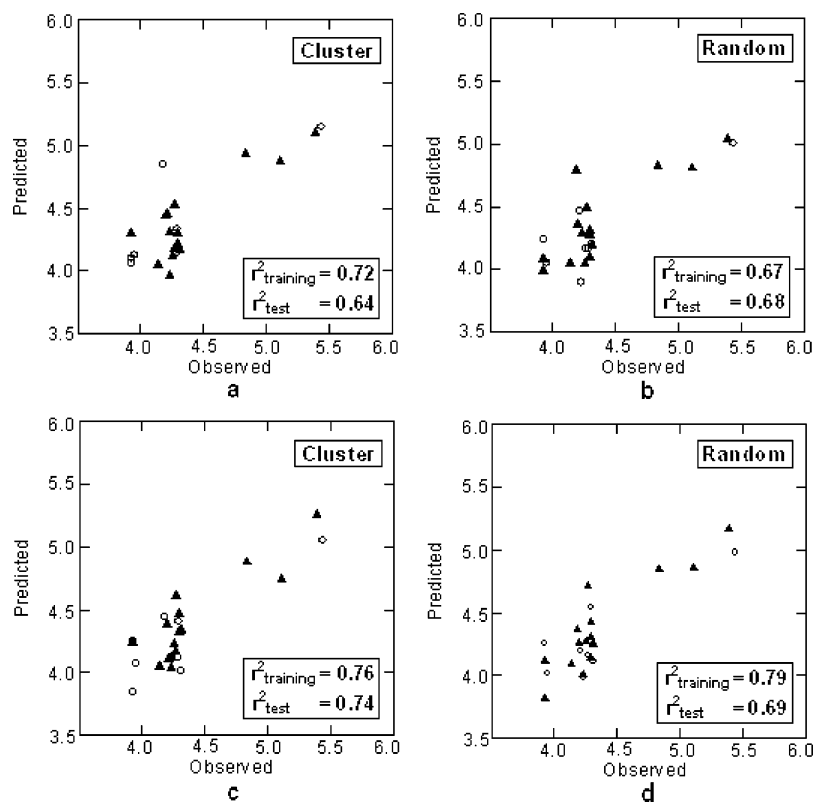 6.0
Cluster
5.5
5.0
Predicted
4.5
4.0
r²training = 0.72
r²test = 0.64
3.5
4.0 4.5 5.0 5.5 6.0
Observed
a
6.0
Random
5.5
5.0
Predicted
4.5
4.0
r²training = 0.67
r²test = 0.68
3.5
4.0 4.5 5.0 5.5 6.0
Observed
b
6.0
Cluster
5.5
5.0
Predicted
4.5
4.0
r²training = 0.76
r²test = 0.74
3.5
4.0 4.5 5.0 5.5 6.0
Observed
c
6.0
Random
5.5
5.0
Predicted
4.5
4.0
r²training = 0.79
r²test = 0.69
3.5
4.0 4.5 5.0 5.5 6.0
Observed
d